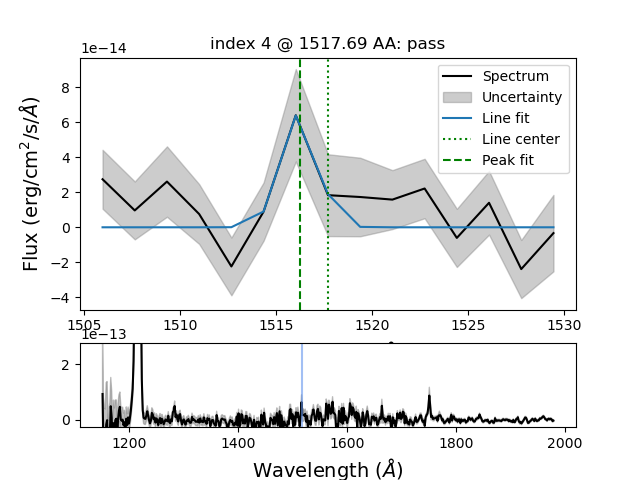 index 4 @ 1517.69 AA: pass
1e−14
Flux (erg/cm²/s/Å)
8
6
4
2
0
−2
−4
Spectrum
Uncertainty
Line fit
Line center
Peak fit
1505 1510 1515 1520 1525 1530
1e−13
2
0
1200 1400 1600 1800 2000
Wavelength (Å)